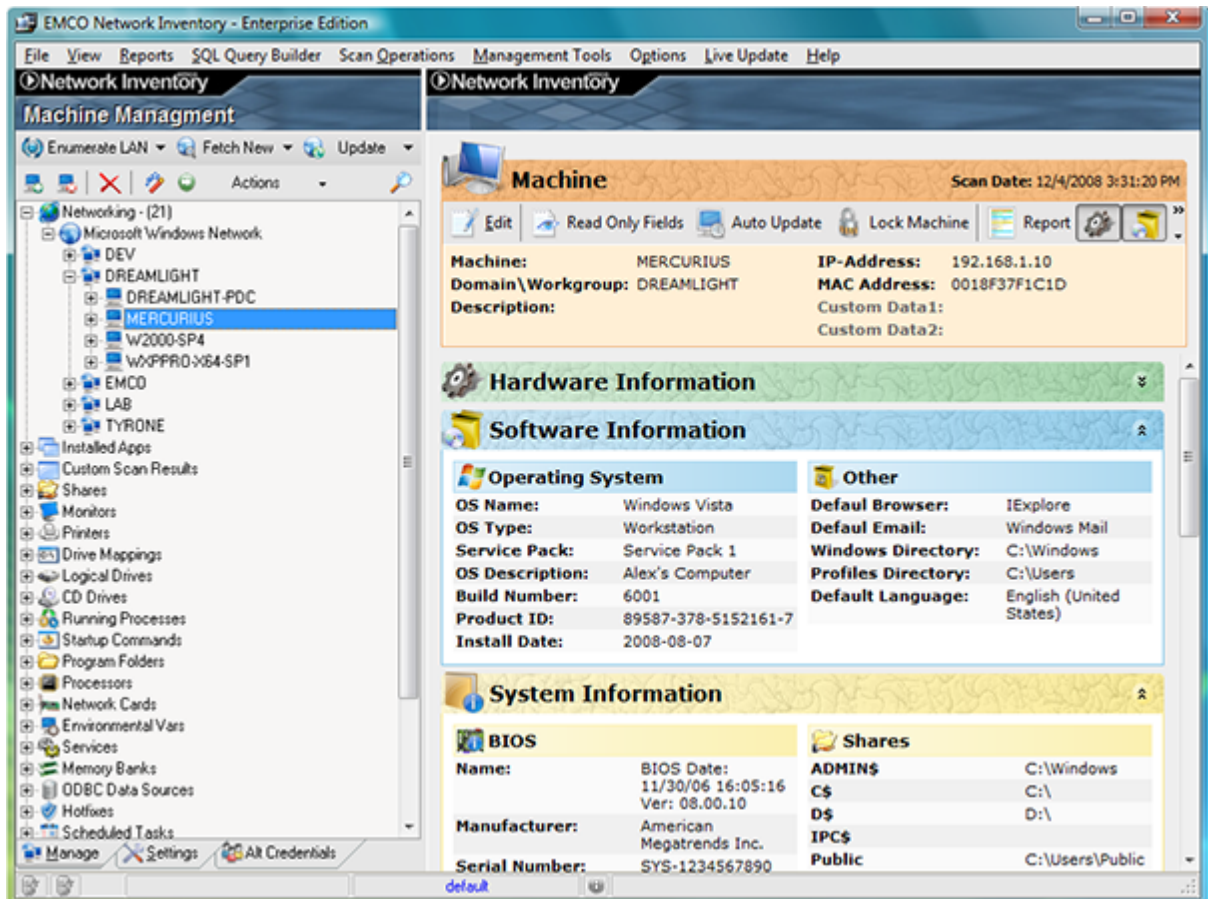 EMCO Network Inventory - Enterprise Edition
File View Reports SQL Query Builder Scan Operations Management Tools Options Live Update Help
Network Inventory
Machine Managment
Enumerate LAN Fetch New Update
Actions
Networking - (21)
Microsoft Windows Network
DEV
DREAMLIGHT
DREAMLIGHT-PDC
MERCURIUS
W2000-SP4
WXPPRO-X64-SP1
EMCO
LAB
TYRONE
Installed Apps
Custom Scan Results
Shares
Monitors
Printers
Drive Mappings
Logical Drives
CD Drives
Running Processes
Startup Commands
Program Folders
Processors
Network Cards
Environmental Vars
Services
Memory Banks
ODBC Data Sources
Hotfixes
Scheduled Tasks
Manage Settings Alt Credentials
Network Inventory
Machine Scan Date: 12/4/2008 3:31:20 PM
Edit Read Only Fields Auto Update Lock Machine Report
Machine: MERCURIUS IP-Address: 192.168.1.10
Domain\Workgroup: DREAMLIGHT MAC Address: 0018F37F1C1D
Description: Custom Data1:
Custom Data2:
Hardware Information
Software Information
Operating System
OS Name: Windows Vista
OS Type: Workstation
Service Pack: Service Pack 1
OS Description: Alex's Computer
Build Number: 6001
Product ID: 89587-378-5152161-7
Install Date: 2008-08-07
Other
Defaul Browser: IExplore
Defaul Email: Windows Mail
Windows Directory: C:\Windows
Profiles Directory: C:\Users
Default Language: English (United
States)
System Information
BIOS
Name: BIOS Date:
11/30/06 16:05:16
Ver: 08.00.10
Manufacturer: American
Megatrends Inc.
Serial Number: SYS-1234567890
Shares
ADMIN$ C:\Windows
C$ C:\
D$ D:\
IPC$
Public C:\Users\Public
default